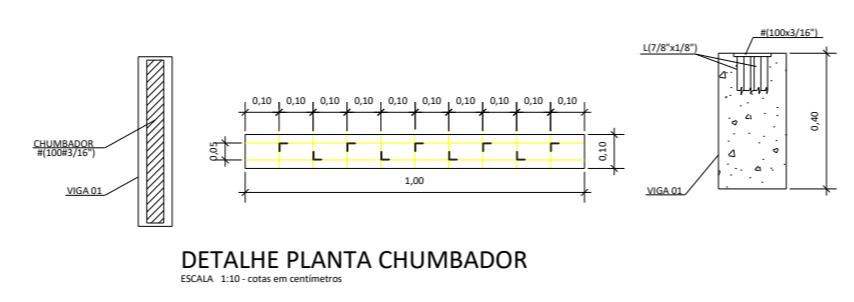 CHUMBADOR
#(100#3/16")
VIGA 01
0,10 0,10 0,10 0,10 0,10 0,10 0,10 0,10 0,10 0,10
0,05
0,10
1,00
#(100x3/16")
L(7/8"x1/8")
0,40
VIGA 01
DETALHE PLANTA CHUMBADOR
ESCALA 1:10 - cotas em centímetros